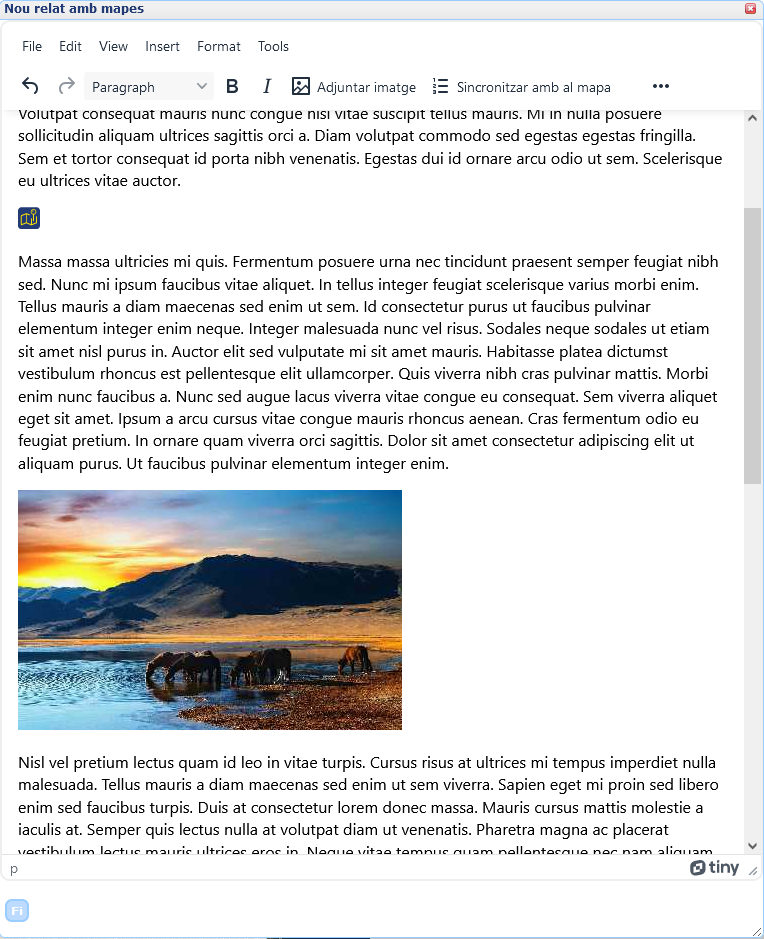 Nou relat amb mapes
File Edit View Insert Format Tools
Paragraph B I Adjuntar imatge Sincronitzar amb al mapa
Volutpat consequat mauris nunc congue nisi vitae suscipit tellus mauris. Mi in nulla posuere
sollicitudin aliquam ultrices sagittis orci a. Diam volutpat commodo sed egestas egestas fringilla.
Sem et tortor consequat id porta nibh venenatis. Egestas dui id ornare arcu odio ut sem. Scelerisque
eu ultrices vitae auctor.
Massa massa ultricies mi quis. Fermentum posuere urna nec tincidunt praesent semper feugiat nibh
sed. Nunc mi ipsum faucibus vitae aliquet. In tellus integer feugiat scelerisque varius morbi enim.
Tellus mauris a diam maecenas sed enim ut sem. Id consectetur purus ut faucibus pulvinar
elementum integer enim neque. Integer malesuada nunc vel risus. Sodales neque sodales ut etiam
sit amet nisl purus in. Auctor elit sed vulputate mi sit amet mauris. Habitasse platea dictumst
vestibulum rhoncus est pellentesque elit ullamcorper. Quis viverra nibh cras pulvinar mattis. Morbi
enim nunc faucibus a. Nunc sed augue lacus viverra vitae congue eu consequat. Sem viverra aliquet
eget sit amet. Ipsum a arcu cursus vitae congue mauris rhoncus aenean. Cras fermentum odio eu
feugiat pretium. In ornare quam viverra orci sagittis. Dolor sit amet consectetur adipiscing elit ut
aliquam purus. Ut faucibus pulvinar elementum integer enim.
Nisl vel pretium lectus quam id leo in vitae turpis. Cursus risus at ultrices mi tempus imperdiet nulla
malesuada. Tellus mauris a diam maecenas sed enim ut sem viverra. Sapien eget mi proin sed libero
enim sed faucibus turpis. Duis at consectetur lorem donec massa. Mauris cursus mattis molestie a
iaculis at. Semper quis lectus nulla at volutpat diam ut venenatis. Pharetra magna ac placerat
vestibulum lectus mauris ultrices eros in. Neque vitae tempus quam pellentesque nec nam aliquam
p tiny
Fi